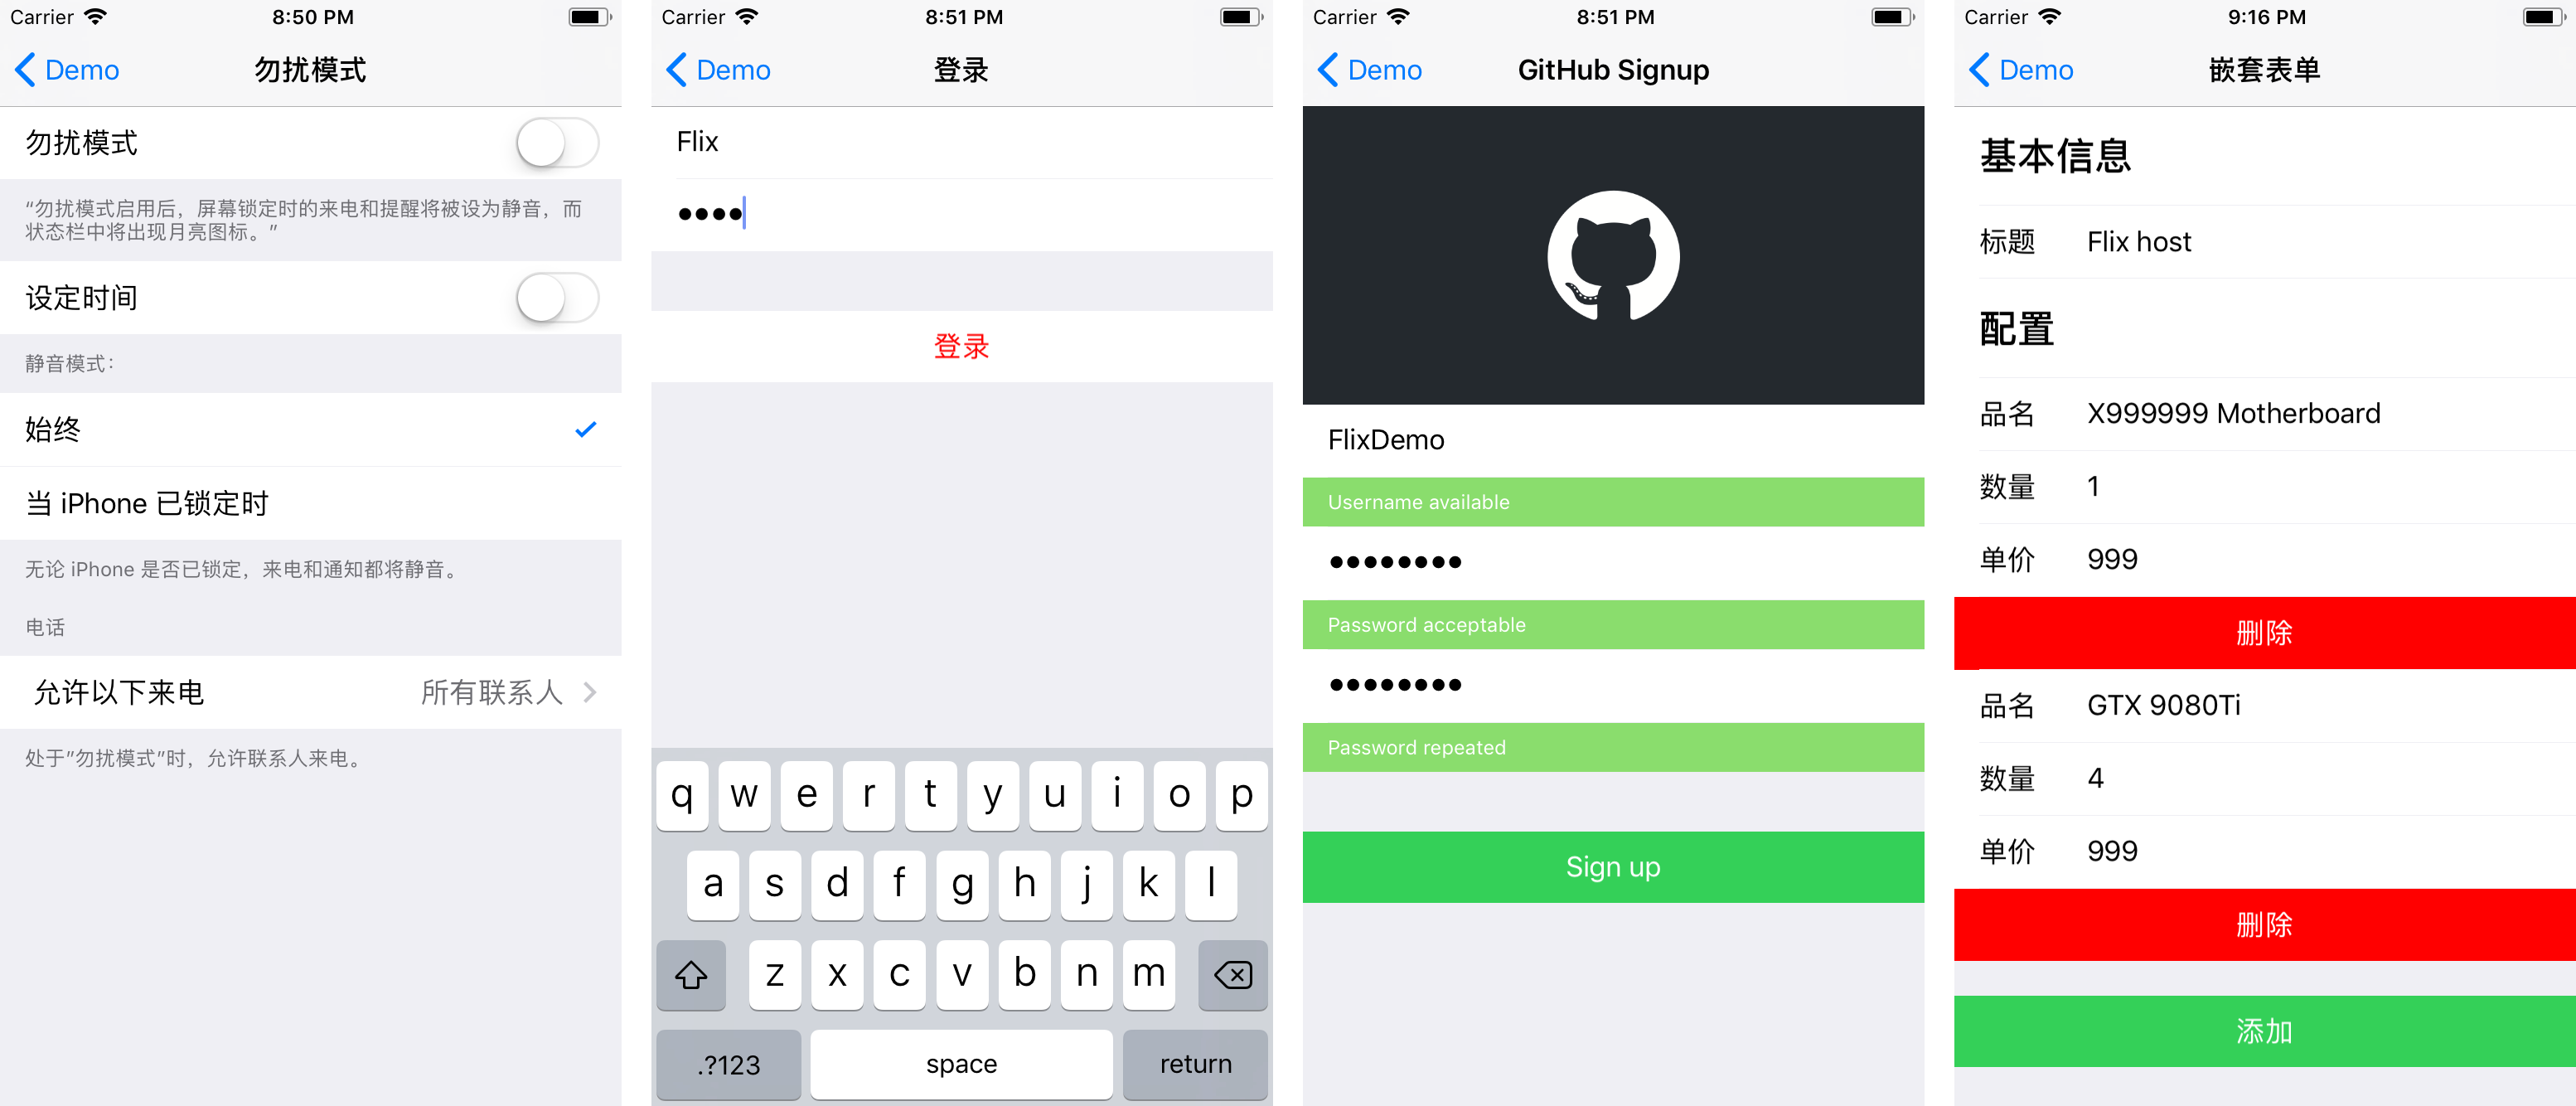 Carrier 8:50 PM
Demo 勿扰模式
勿扰模式
“勿扰模式启用后，屏幕锁定时的来电和提醒将被设为静音，而
状态栏中将出现月亮图标。”
设定时间
静音模式：
始终
当 iPhone 已锁定时
无论 iPhone 是否已锁定，来电和通知都将静音。
电话
允许以下来电 所有联系人
处于“勿扰模式”时，允许联系人来电。
Carrier 8:51 PM
Demo 登录
Flix
••••
登录
q w e r t y u i o p
a s d f g h j k l
z x c v b n m
.?123 space return
Carrier 8:51 PM
Demo GitHub Signup
FlixDemo
Username available
••••••••
Password acceptable
••••••••
Password repeated
Sign up
Carrier 9:16 PM
Demo 嵌套表单
基本信息
标题 Flix host
配置
品名 X999999 Motherboard
数量 1
单价 999
删除
品名 GTX 9080Ti
数量 4
单价 999
删除
添加